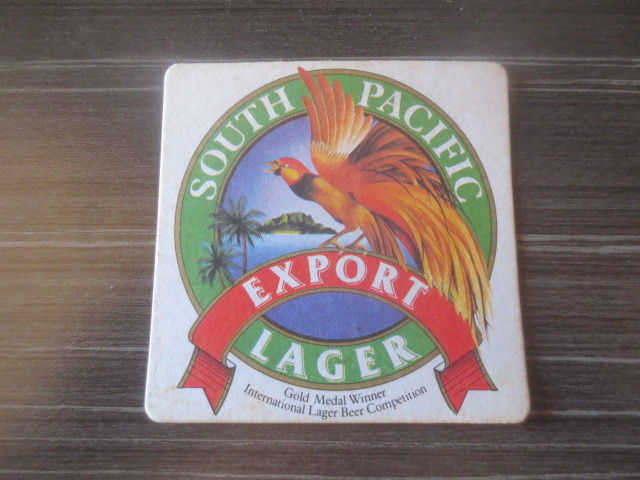 SOUTH PACIFIC
EXPORT
LAGER
Gold Medal Winner
International Lager Beer Competition